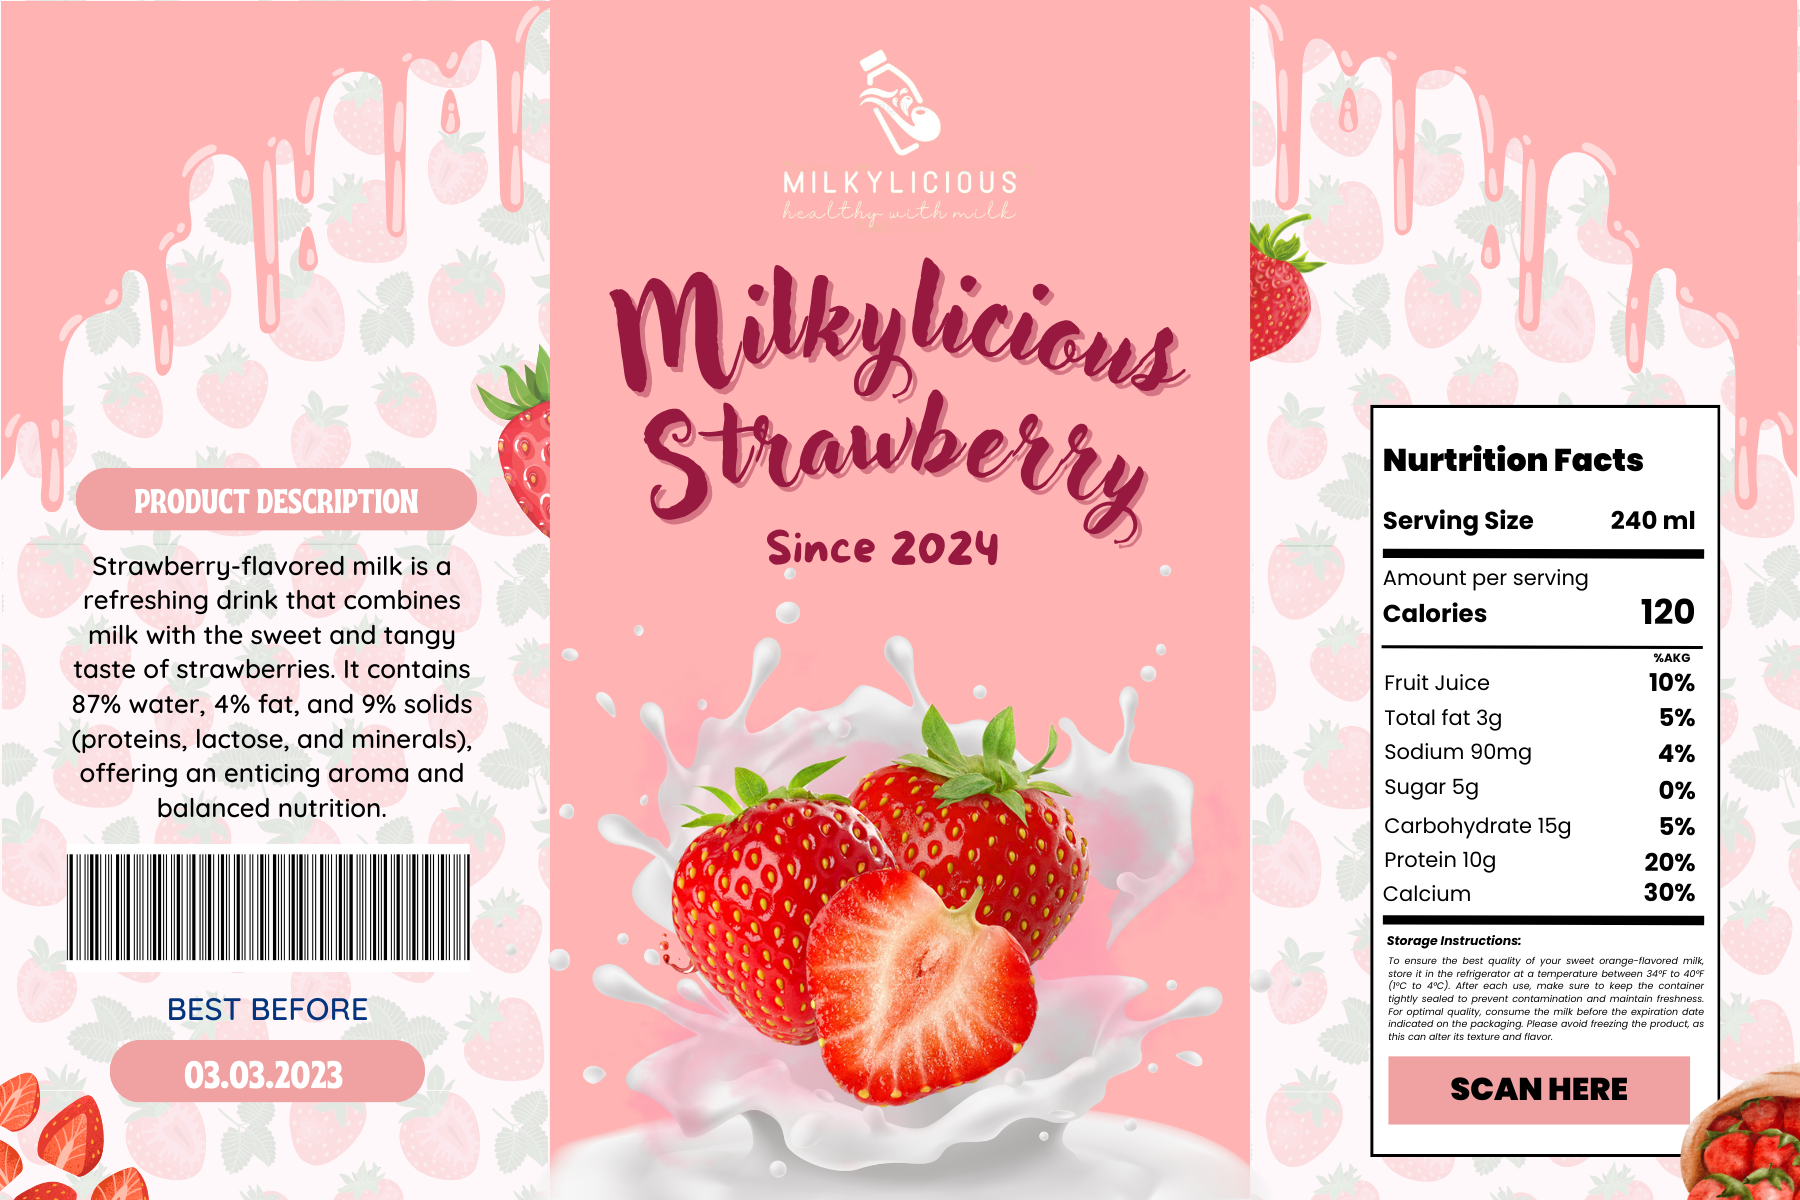 PRODUCT DESCRIPTION
Strawberry-flavored milk is a
refreshing drink that combines
milk with the sweet and tangy
taste of strawberries. It contains
87% water, 4% fat, and 9% solids
(proteins, lactose, and minerals),
offering an enticing aroma and
balanced nutrition.
BEST BEFORE
03.03.2023
MILKYLICIOUS
healthy with milk
Milkylicious
Strawberry
Since 2024
Nurtrition Facts
Serving Size 240 ml
Amount per serving
Calories 120
%AKG
Fruit Juice 10%
Total fat 3g 5%
Sodium 90mg 4%
Sugar 5g 0%
Carbohydrate 15g 5%
Protein 10g 20%
Calcium 30%
Storage Instructions:
To ensure the best quality of your sweet orange-flavored milk,
store it in the refrigerator at a temperature between 34°F to 40°F
(1°C to 4°C). After each use, make sure to keep the container
tightly sealed to prevent contamination and maintain freshness.
For optimal quality, consume the milk before the expiration date
indicated on the packaging. Please avoid freezing the product, as
this can alter its texture and flavor.
SCAN HERE